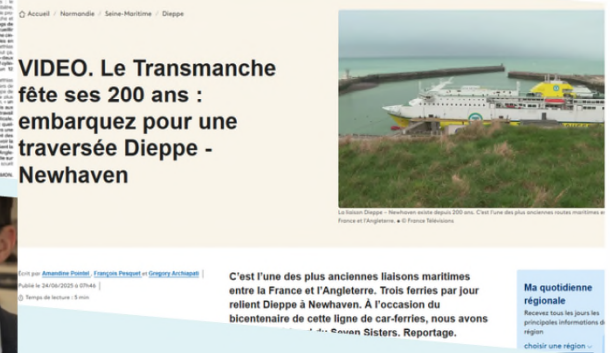 Accueil / Normandie / Seine-Maritime / Dieppe
VIDEO. Le Transmanche
fête ses 200 ans :
embarquez pour une
traversée Dieppe -
Newhaven
La liaison Dieppe - Newhaven existe depuis 200 ans. C'est l'une des plus anciennes routes maritimes e
France et l'Angleterre. • © France Télévisions
Écrit par Amandine Pointel, François Pesquet et Gregory Archiapati
Publié le 24/06/2025 à 07h46
Temps de lecture : 3 min
C’est l’une des plus anciennes liaisons maritimes
entre la France et l’Angleterre. Trois ferries par jour
relient Dieppe à Newhaven. À l’occasion du
bicentenaire de cette ligne de car-ferries, nous avons
du Seven Sisters. Reportage.
Ma quotidienne
régionale
Recevez tous les jours les
principales informations d
région
choisir une région